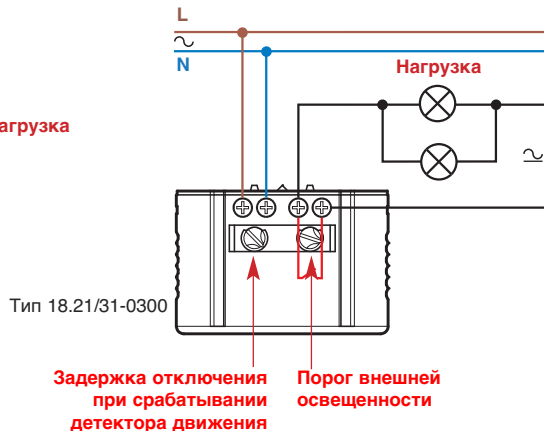 L
N
Нагрузка
агрузка
Тип 18.21/31-0300
Задержка отключения
при срабатывании
детектора движения
Порог внешней
освещенности